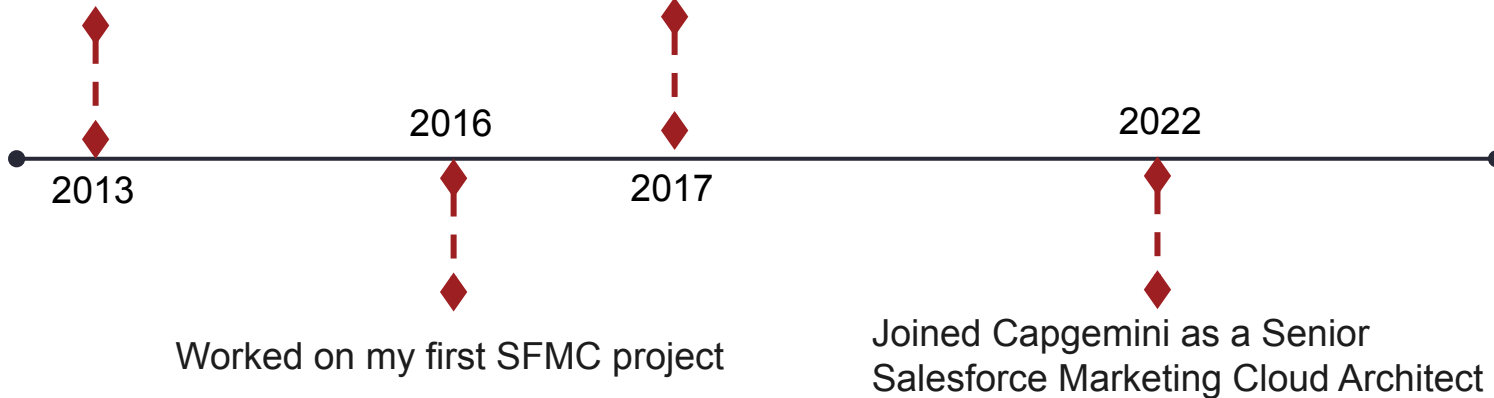 2016
2022
2013
2017
Worked on my first SFMC project
Joined Capgemini as a Senior
Salesforce Marketing Cloud Architect